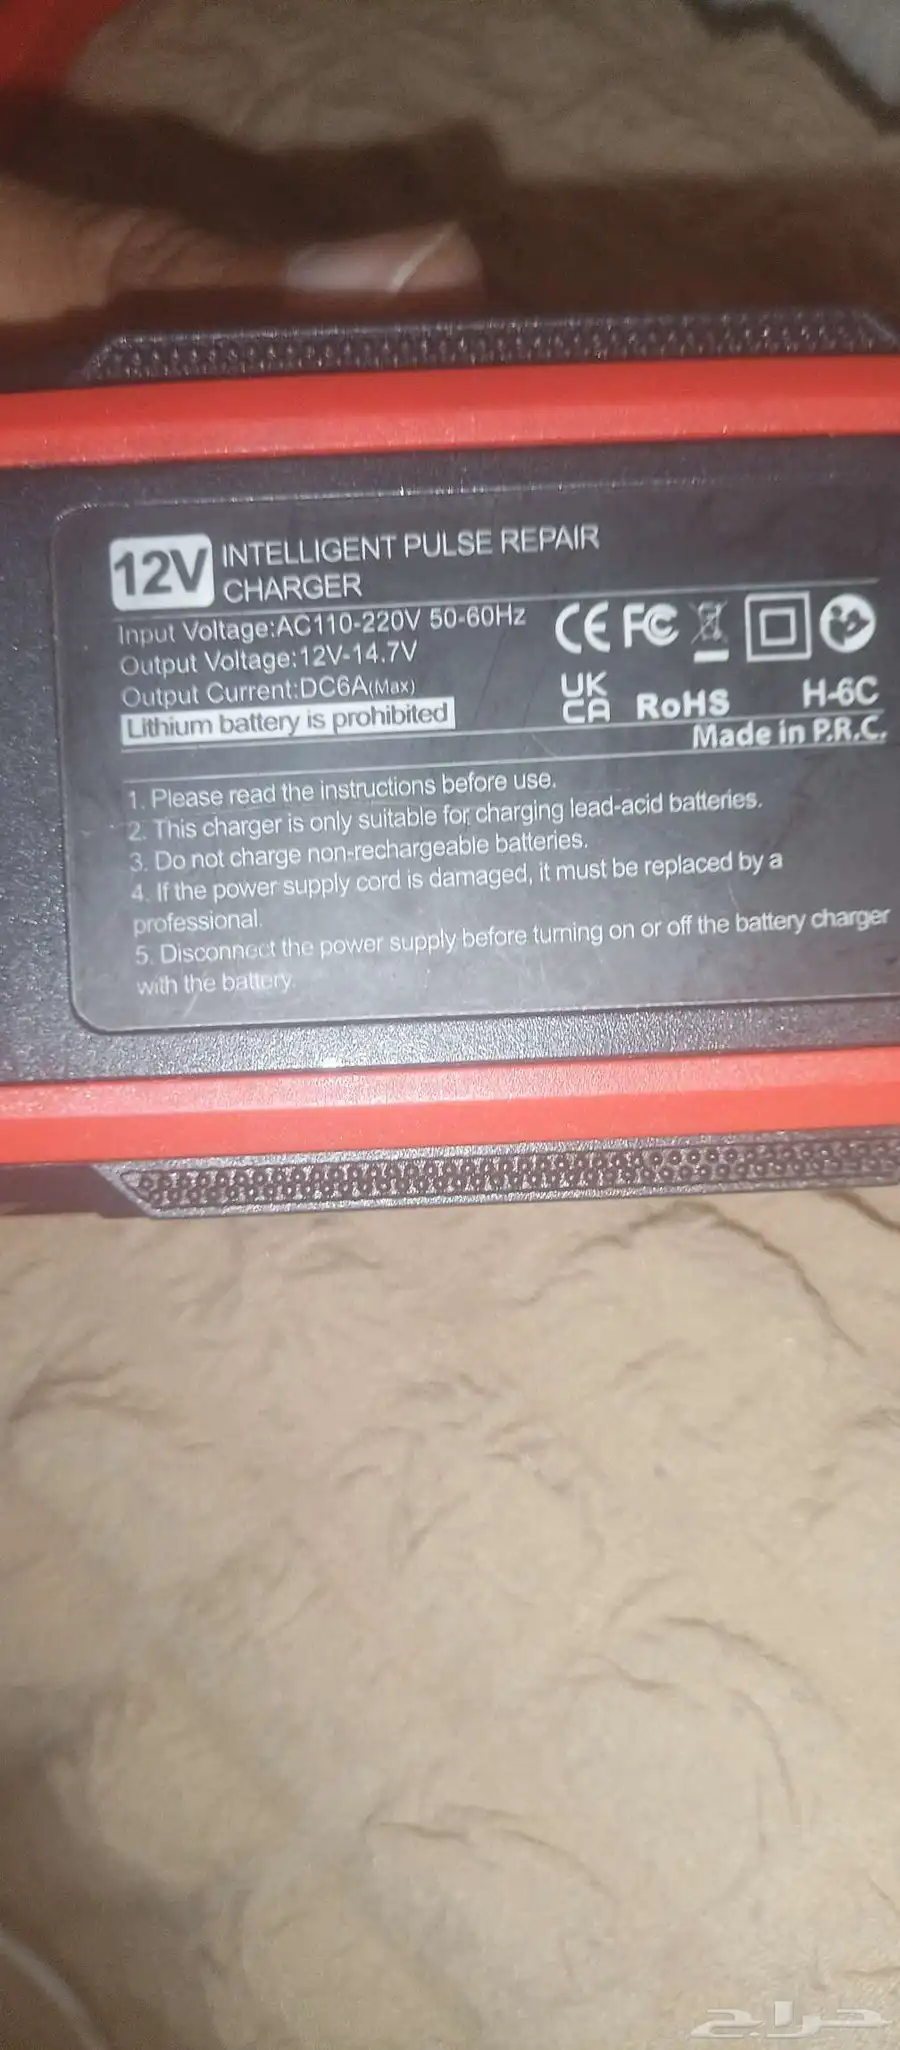 12V INTELLIGENT PULSE REPAIR
CHARGER
Input Voltage:AC110-220V 50-60Hz
Output Voltage:12V-14.7V
Output Current:DC6A(Max)
Lithium battery is prohibited
CE FC
UK
CA RoHS H-6C
Made in P.R.C.
1. Please read the instructions before use.
2. This charger is only suitable for charging lead-acid batteries.
3. Do not charge non-rechargeable batteries.
4. If the power supply cord is damaged, it must be replaced by a
professional.
5. Disconnect the power supply before turning on or off the battery charger
with the battery.
حراج